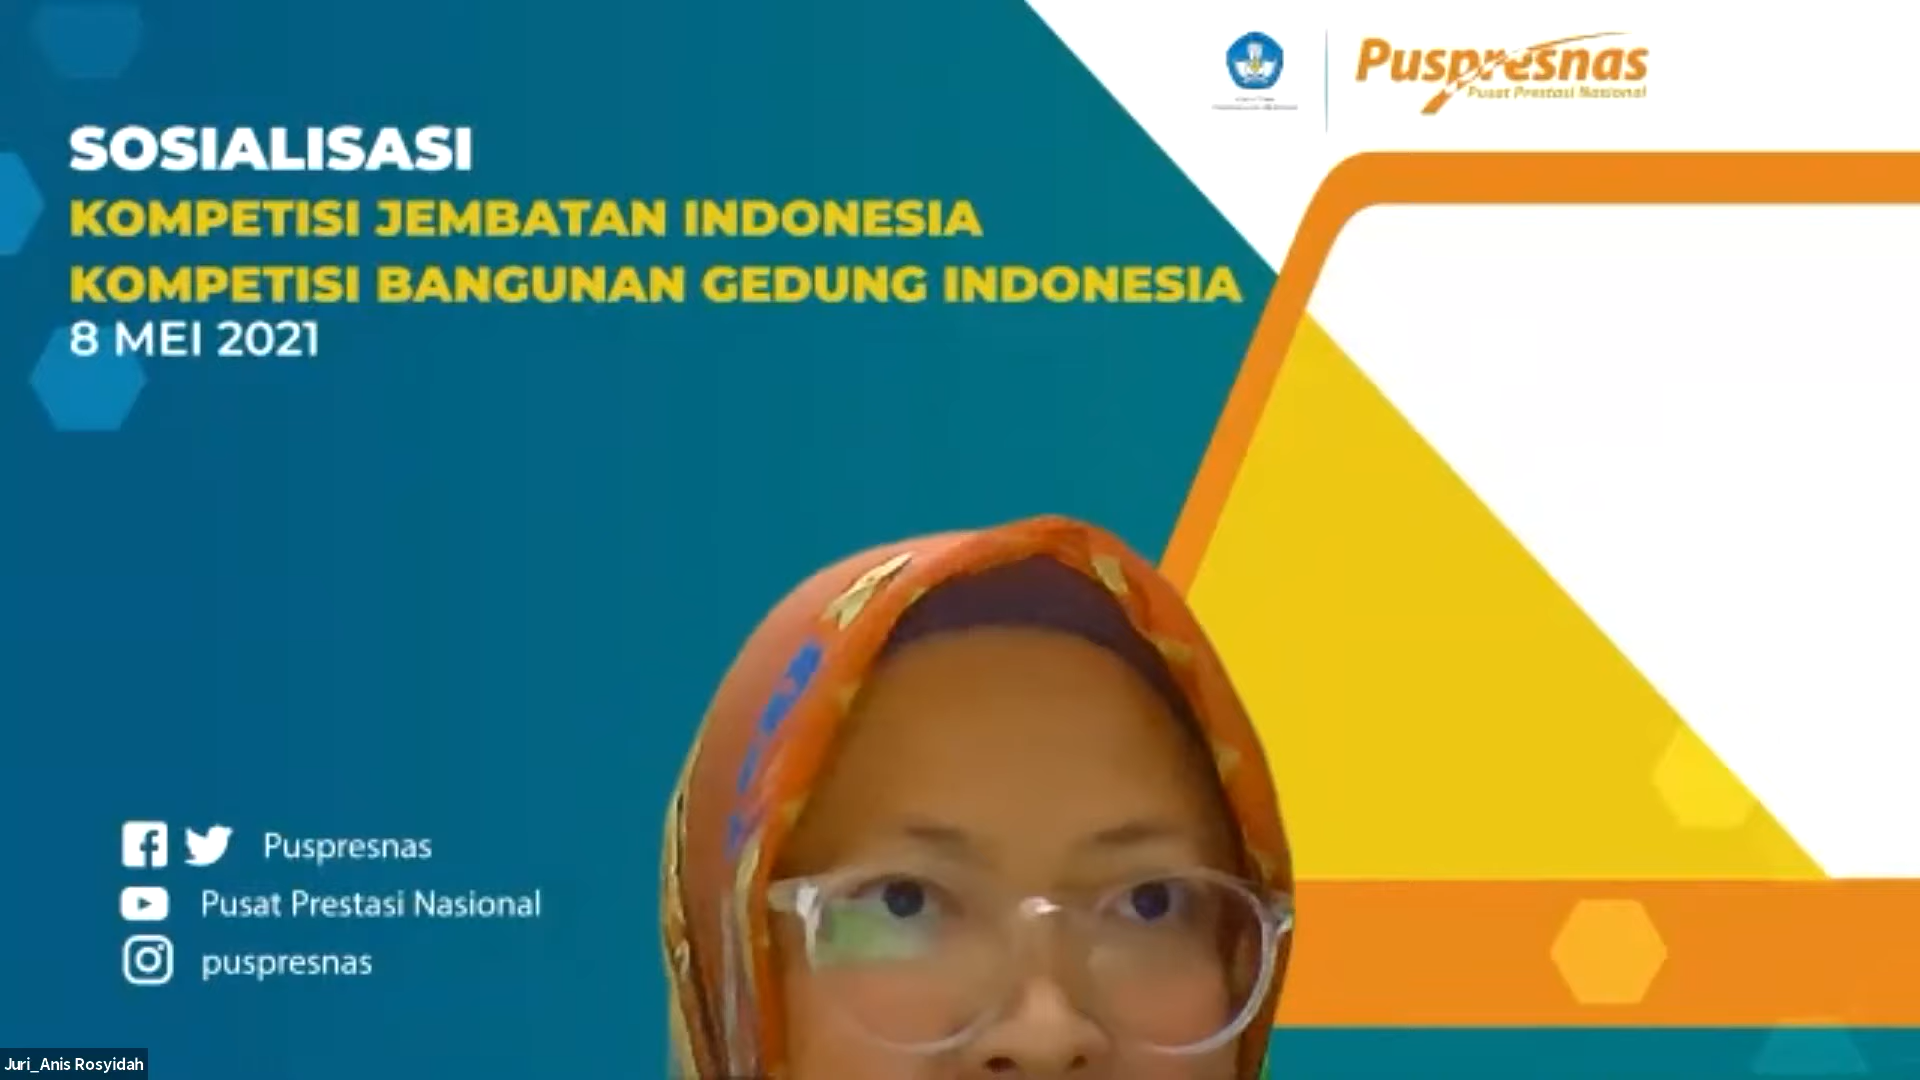 Puspresnas
Pusat Prestasi Nasional
SOSIALISASI
KOMPETISI JEMBATAN INDONESIA
KOMPETISI BANGUNAN GEDUNG INDONESIA
8 MEI 2021
Puspresnas
Pusat Prestasi Nasional
puspresnas
Juri_Anis Rosyidah